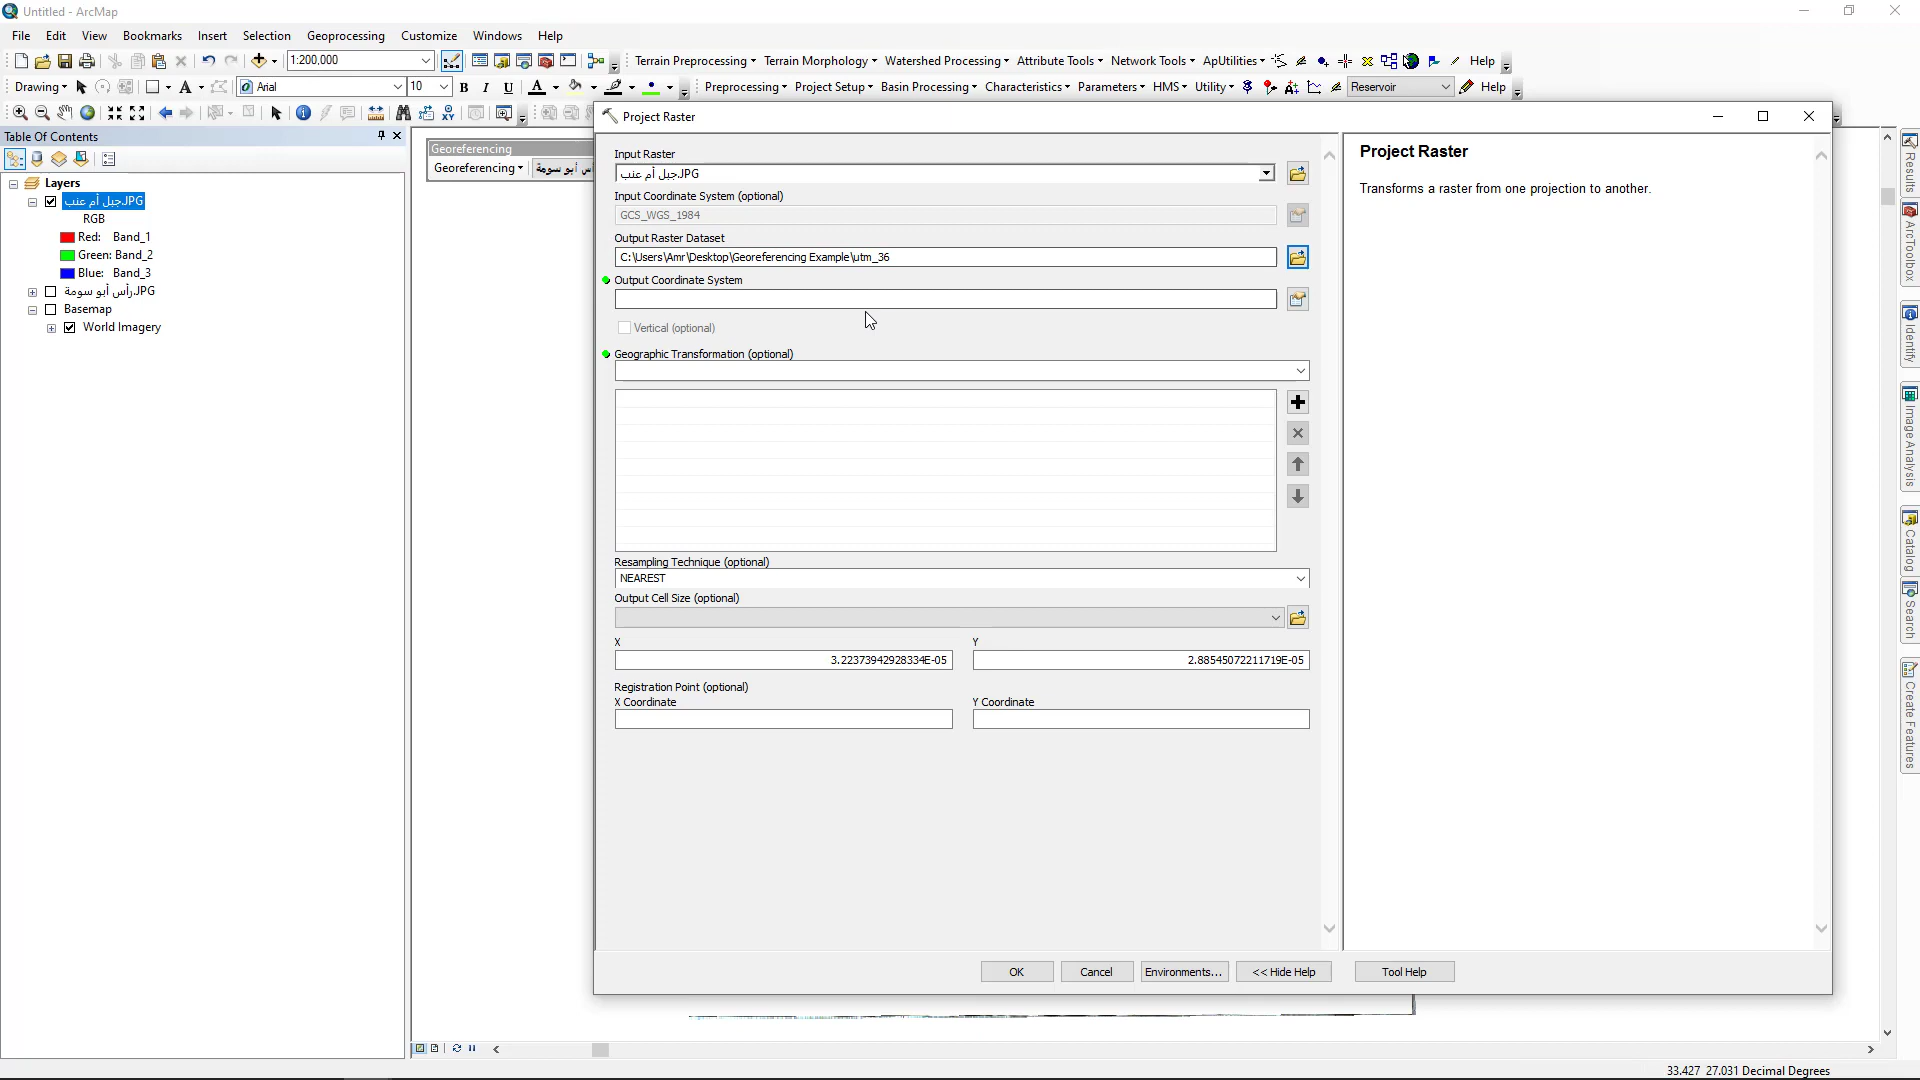 Untitled - ArcMap
File Edit View Bookmarks Insert Selection Geoprocessing Customize Windows Help
1:200,000 Terrain Preprocessing Terrain Morphology Watershed Processing Attribute Tools Network Tools ApUtilities Help
Drawing Arial 10 B I U A Preprocessing Project Setup Basin Processing Characteristics Parameters HMS Utility Reservoir Help
Table Of Contents
Layers
جبل أم عنب.JPG
RGB
Red: Band_1
Green: Band_2
Blue: Band_3
رأس أبو سومة.JPG
Basemap
World Imagery
Georeferencing
Georeferencing
Project Raster
Input Raster
جبل أم عنب.JPG
Input Coordinate System (optional)
GCS_WGS_1984
Output Raster Dataset
C:\Users\Amr\Desktop\Georeferencing Example\utm_36
Output Coordinate System
Vertical (optional)
Geographic Transformation (optional)
Resampling Technique (optional)
NEAREST
Output Cell Size (optional)
X Y
3.22373942928334E-05 2.88545072211719E-05
Registration Point (optional)
X Coordinate Y Coordinate
OK Cancel Environments... << Hide Help Tool Help
Project Raster
Transforms a raster from one projection to another.
Results
ArcToolbox
Identify
Image Analysis
Catalog
Search
Create Features
33.427 27.031 Decimal Degrees